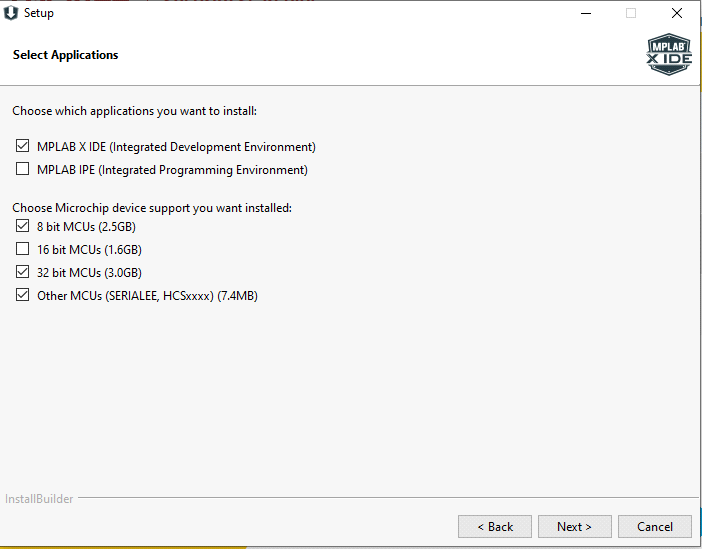 Setup
Select Applications
MPLAB
X IDE
Choose which applications you want to install:
MPLAB X IDE (Integrated Development Environment)
MPLAB IPE (Integrated Programming Environment)
Choose Microchip device support you want installed:
8 bit MCUs (2.5GB)
16 bit MCUs (1.6GB)
32 bit MCUs (3.0GB)
Other MCUs (SERIALEE, HCSxxxx) (7.4MB)
InstallBuilder
< Back
Next >
Cancel